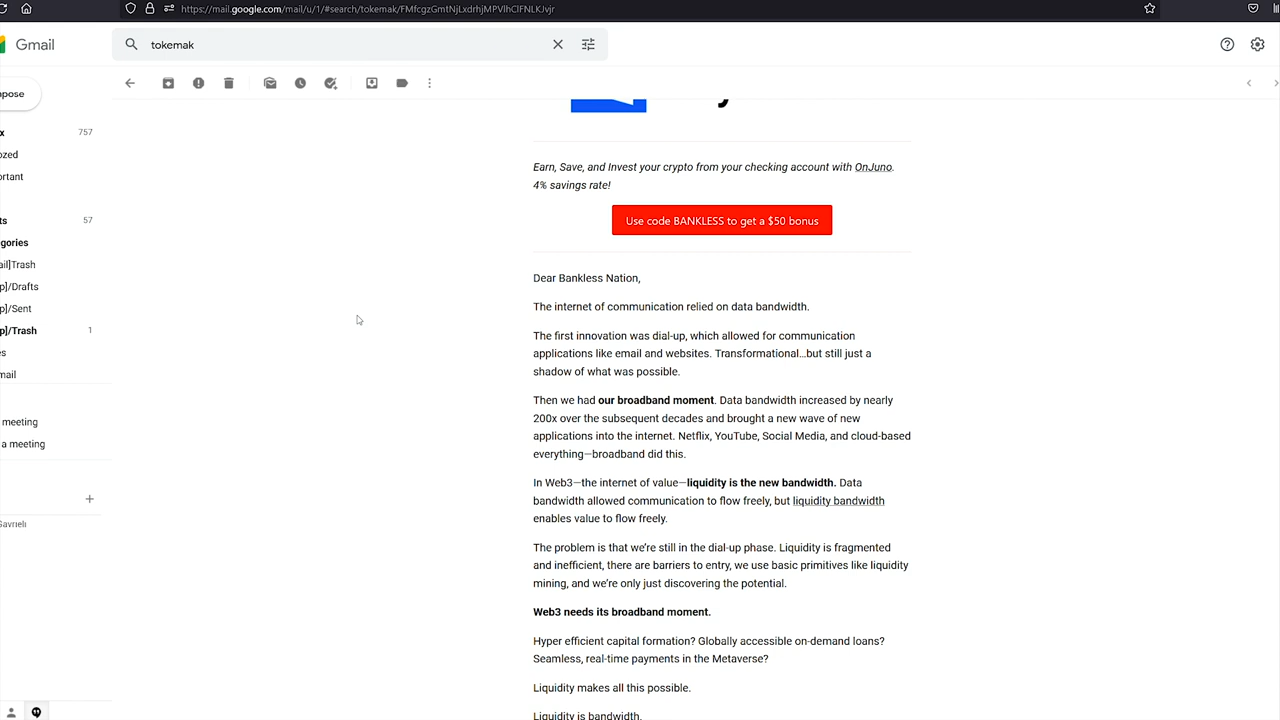 https://mail.google.com/mail/u/1/#search/tokemak/FMfcgzGmtNjLxdrhjMPVlhClFNLKJvjr
Gmail
tokemak
pose
x 757
ozed
ortant
ts 57
gories
ail]Trash
p]/Drafts
p]/Sent
p]/Trash 1
es
mail
meeting
a meeting
Gavrieli
Earn, Save, and Invest your crypto from your checking account with OnJuno.
4% savings rate!
Use code BANKLESS to get a $50 bonus
Dear Bankless Nation,
The internet of communication relied on data bandwidth.
The first innovation was dial-up, which allowed for communication
applications like email and websites. Transformational…but still just a
shadow of what was possible.
Then we had our broadband moment. Data bandwidth increased by nearly
200x over the subsequent decades and brought a new wave of new
applications into the internet. Netflix, YouTube, Social Media, and cloud-based
everything—broadband did this.
In Web3—the internet of value—liquidity is the new bandwidth. Data
bandwidth allowed communication to flow freely, but liquidity bandwidth
enables value to flow freely.
The problem is that we’re still in the dial-up phase. Liquidity is fragmented
and inefficient, there are barriers to entry, we use basic primitives like liquidity
mining, and we’re only just discovering the potential.
Web3 needs its broadband moment.
Hyper efficient capital formation? Globally accessible on-demand loans?
Seamless, real-time payments in the Metaverse?
Liquidity makes all this possible.
Liquidity is bandwidth.